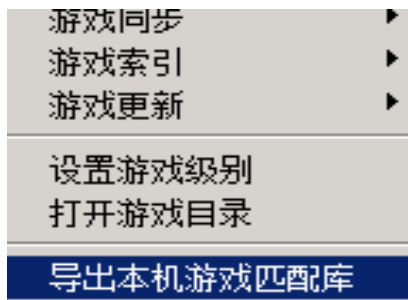 游戏同步
游戏索引
游戏更新
设置游戏级别
打开游戏目录
导出本机游戏匹配库